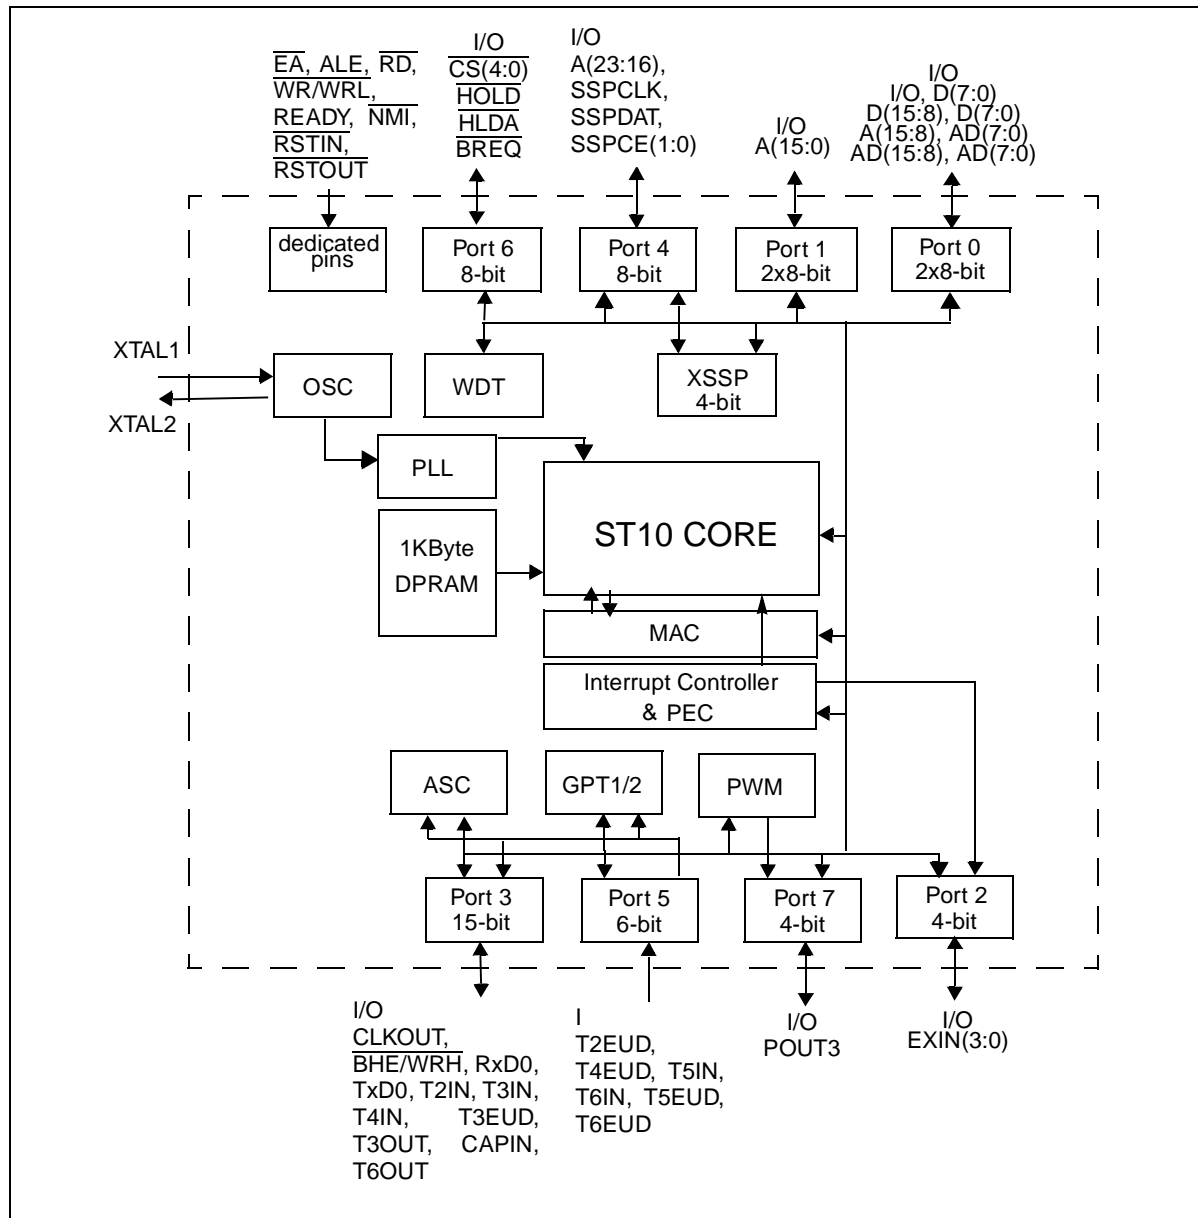 EA, ALE, RD,
WR/WRL,
READY, NMI,
RSTIN,
RSTOUT
I/O
CS(4:0)
HOLD
HLDA
BREQ
I/O
A(23:16),
SSPCLK,
SSPDAT,
SSPCE(1:0)
I/O
A(15:0)
I/O
I/O, D(7:0)
D(15:8), D(7:0)
A(15:8), AD(7:0)
AD(15:8), AD(7:0)
dedicated
pins
Port 6
8-bit
Port 4
8-bit
Port 1
2x8-bit
Port 0
2x8-bit
XTAL1
XTAL2
OSC
WDT
XSSP
4-bit
PLL
1KByte
DPRAM
ST10 CORE
MAC
Interrupt Controller
& PEC
ASC
GPT1/2
PWM
Port 3
15-bit
Port 5
6-bit
Port 7
4-bit
Port 2
4-bit
I/O
CLKOUT,
BHE/WRH, RxD0,
TxD0, T2IN, T3IN,
T4IN, T3EUD,
T3OUT, CAPIN,
T6OUT
I
T2EUD,
T4EUD, T5IN,
T6IN, T5EUD,
T6EUD
I/O
POUT3
I/O
EXIN(3:0)